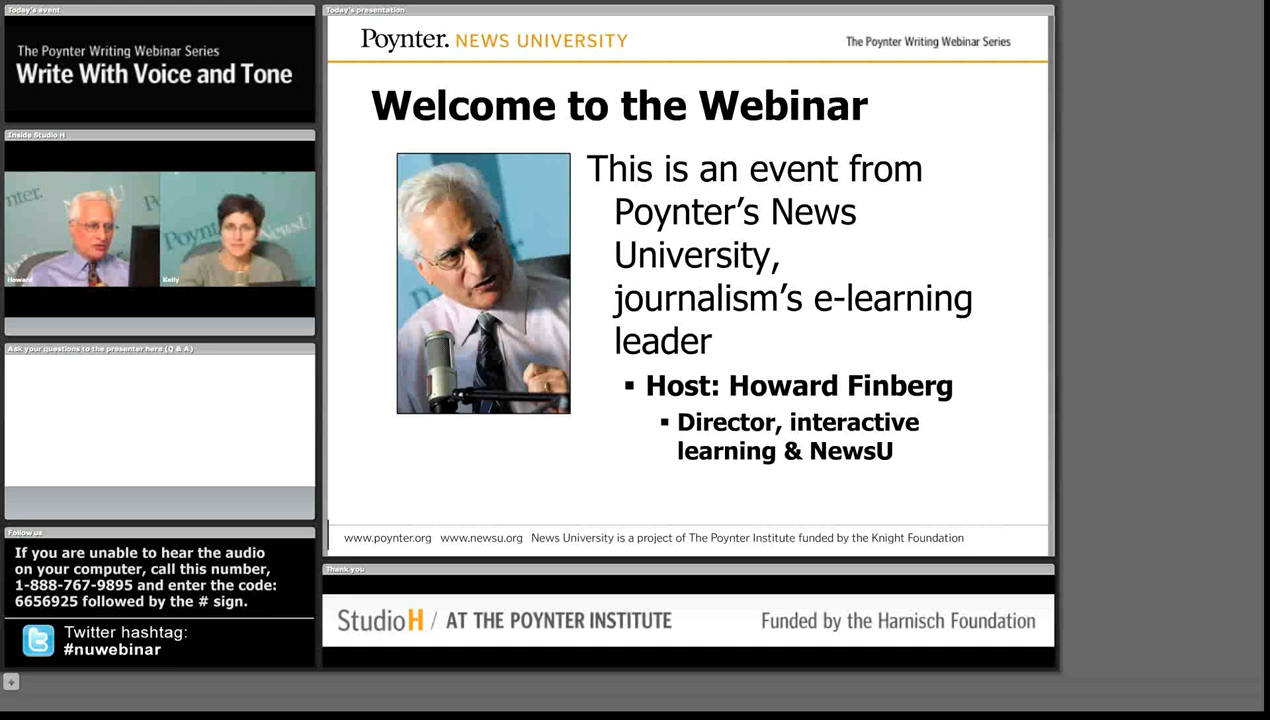 Today's event
The Poynter Writing Webinar Series
Write With Voice and Tone
Inside Studio H
Poynter.
NewsU
Howard
Kelly
Ask your questions to the presenter here (Q & A)
Follow us
If you are unable to hear the audio
on your computer, call this number,
1-888-767-9895 and enter the code:
6656925 followed by the # sign.
Twitter hashtag:
#nuwebinar
Today's presentation
Poynter. NEWS UNIVERSITY
The Poynter Writing Webinar Series
Welcome to the Webinar
This is an event from
Poynter's News
University,
journalism's e-learning
leader
▪ Host: Howard Finberg
▪ Director, interactive
learning & NewsU
www.poynter.org www.newsu.org News University is a project of The Poynter Institute funded by the Knight Foundation
Thank you
StudioH / AT THE POYNTER INSTITUTE
Funded by the Harnisch Foundation